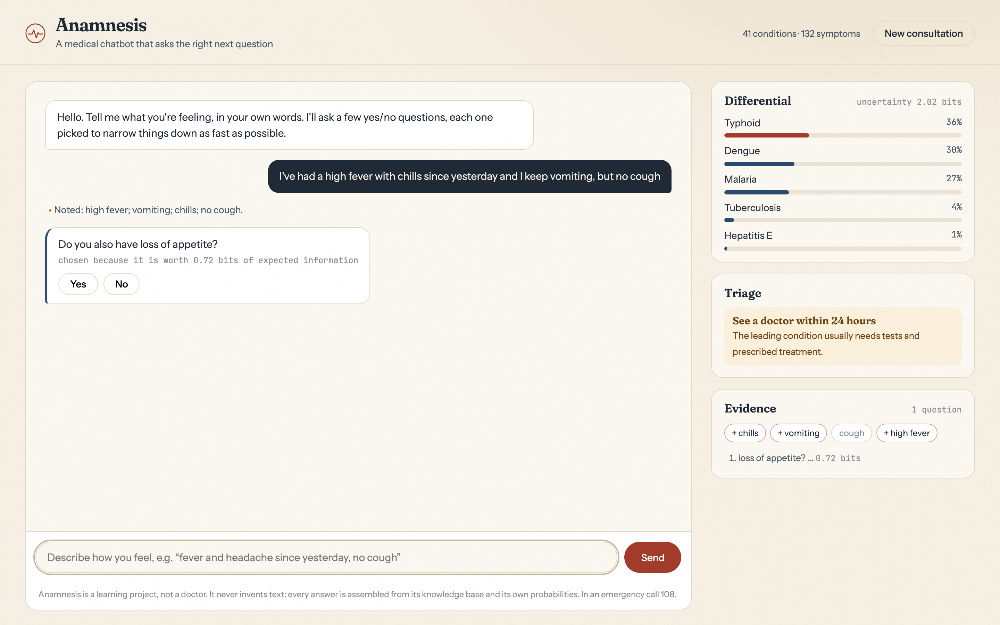 Anamnesis
A medical chatbot that asks the right next question
41 conditions · 132 symptoms
New consultation
Hello. Tell me what you're feeling, in your own words. I'll ask a few yes/no questions, each one
picked to narrow things down as fast as possible.
I've had a high fever with chills since yesterday and I keep vomiting, but no cough
Noted: high fever; vomiting; chills; no cough.
Do you also have loss of appetite?
chosen because it is worth 0.72 bits of expected information
Yes
No
Describe how you feel, e.g. “fever and headache since yesterday, no cough”
Send
Anamnesis is a learning project, not a doctor. It never invents text: every answer is assembled from its knowledge base and its own probabilities. In an emergency call 108.
Differential
uncertainty 2.02 bits
Typhoid 36%
Dengue 30%
Malaria 27%
Tuberculosis 4%
Hepatitis E 1%
Triage
See a doctor within 24 hours
The leading condition usually needs tests and
prescribed treatment.
Evidence
1 question
+ chills + vomiting cough + high fever
1. loss of appetite? … 0.72 bits